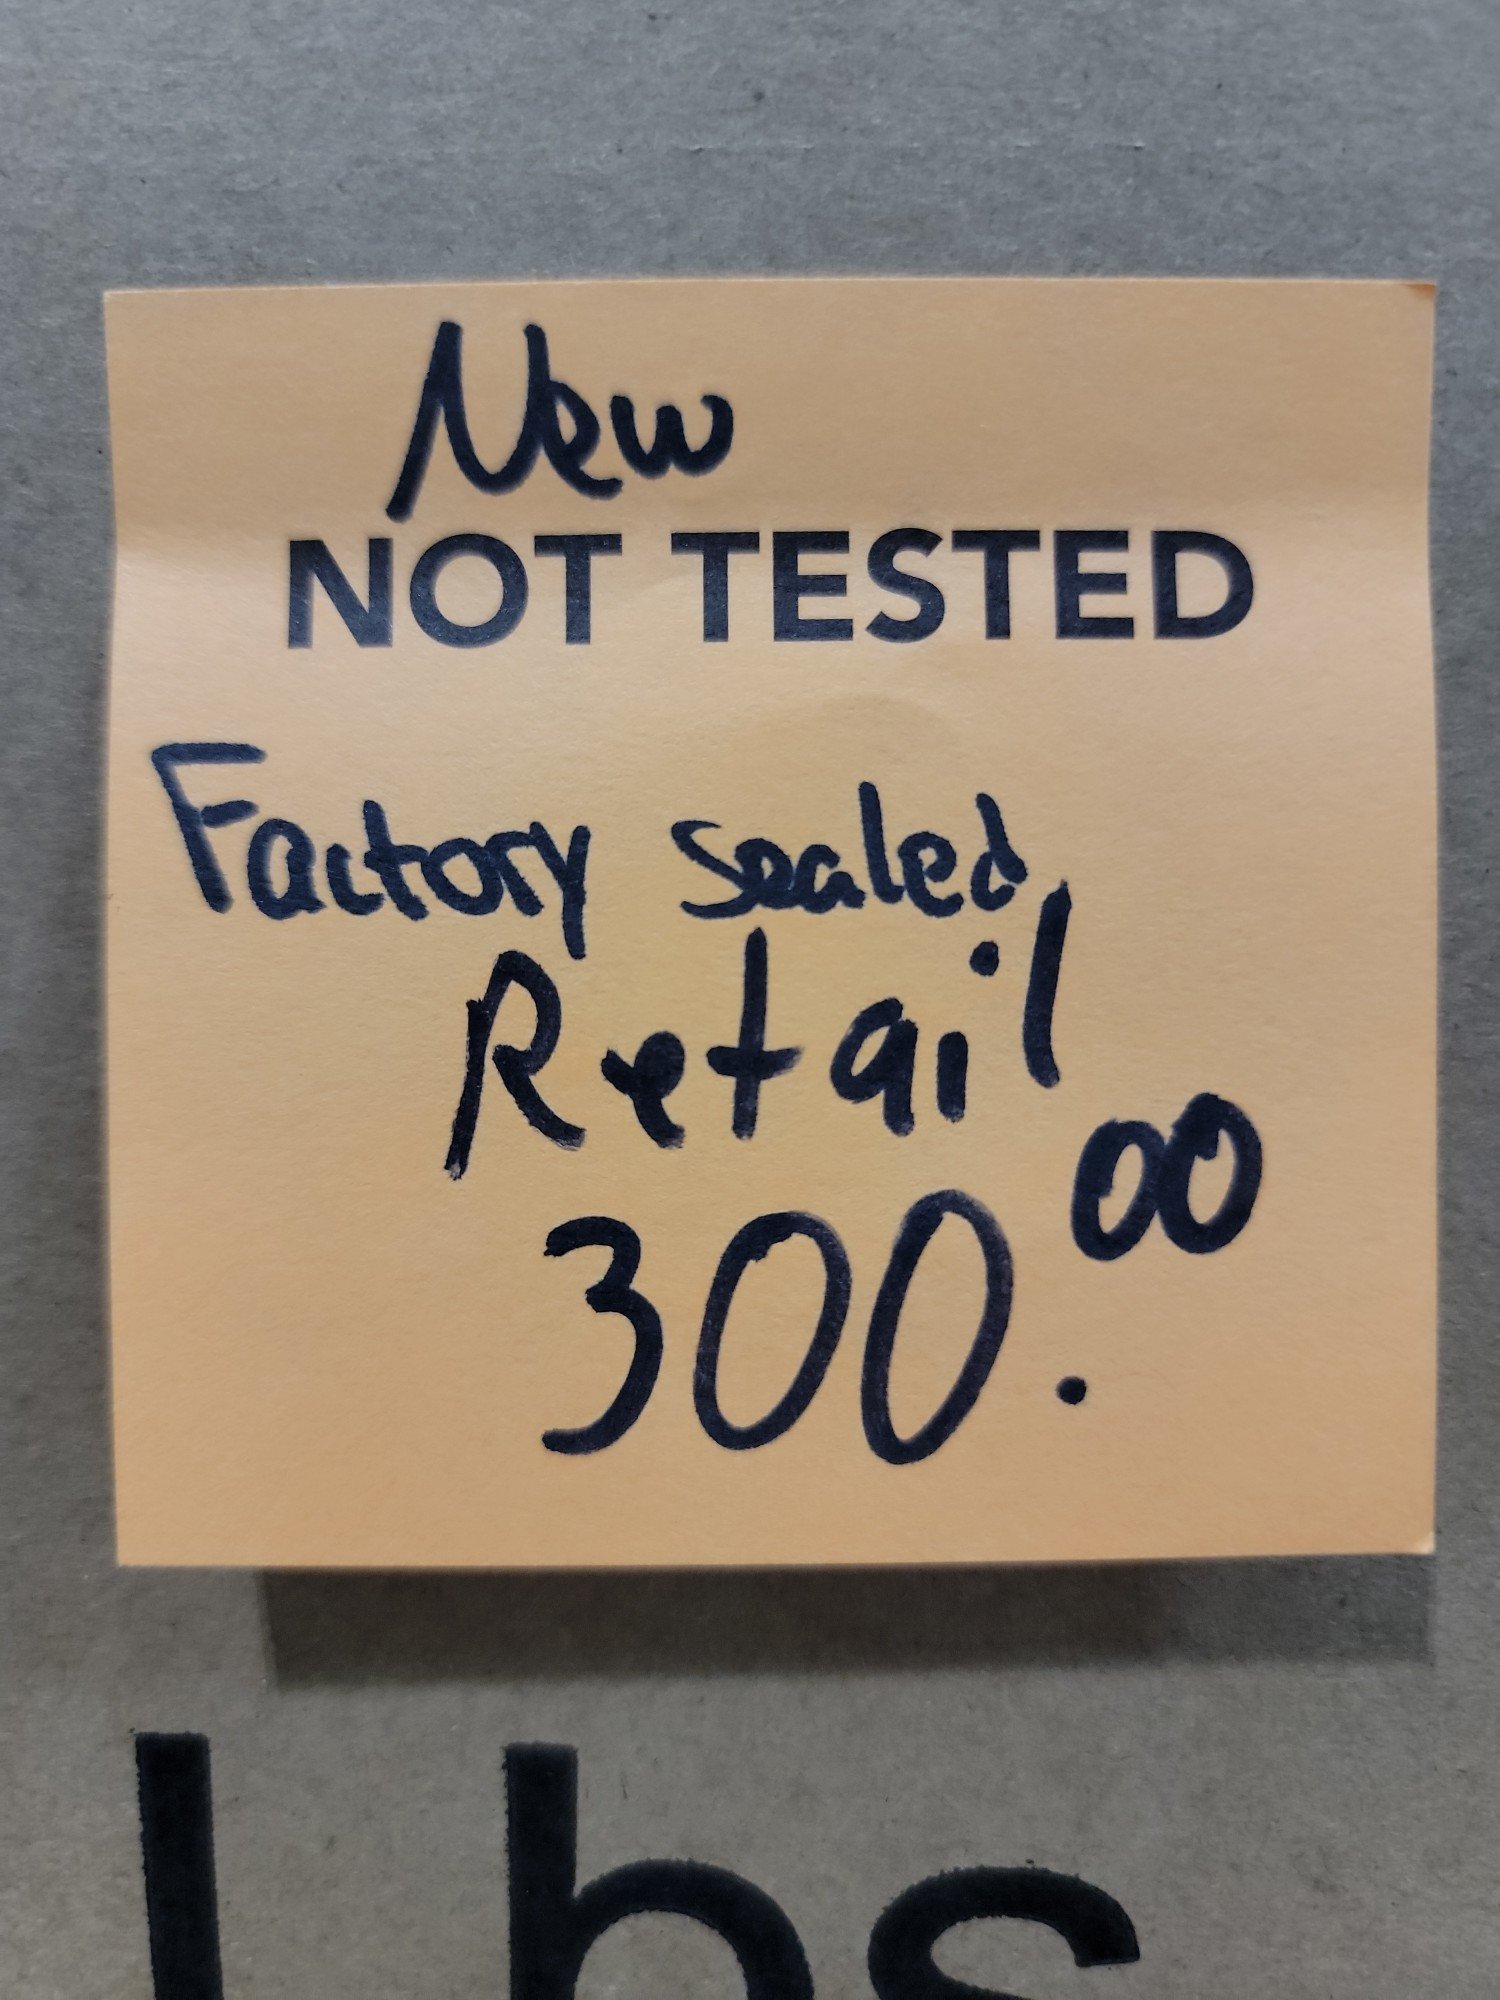 New
NOT TESTED
Factory sealed
Retail
300.00
Lbs